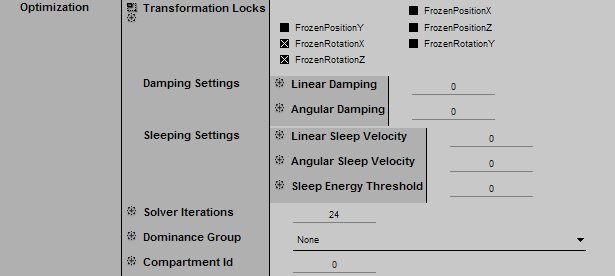 Optimization
Transformation Locks
FrozenPositionX
FrozenPositionY
FrozenPositionZ
FrozenRotationX
FrozenRotationY
FrozenRotationZ
Damping Settings
Linear Damping
0
Angular Damping
0
Sleeping Settings
Linear Sleep Velocity
0
Angular Sleep Velocity
0
Sleep Energy Threshold
0
Solver Iterations
24
Dominance Group
None
Compartment Id
0